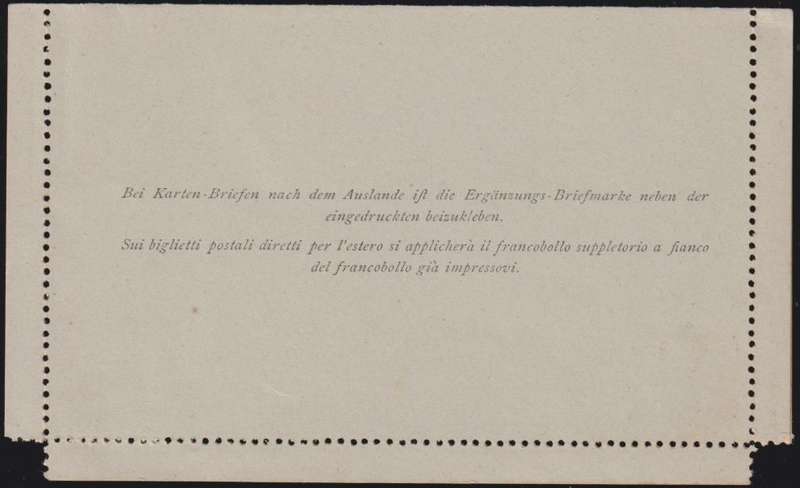 Bei Karten-Briefen nach dem Auslande iſt die Ergänzungs-Briefmarke neben der
eingedruckten beizukleben.
Sui biglietti postali diretti per l'estero si applicherà il francobollo suppletorio a fianco
del francobollo già impressovi.